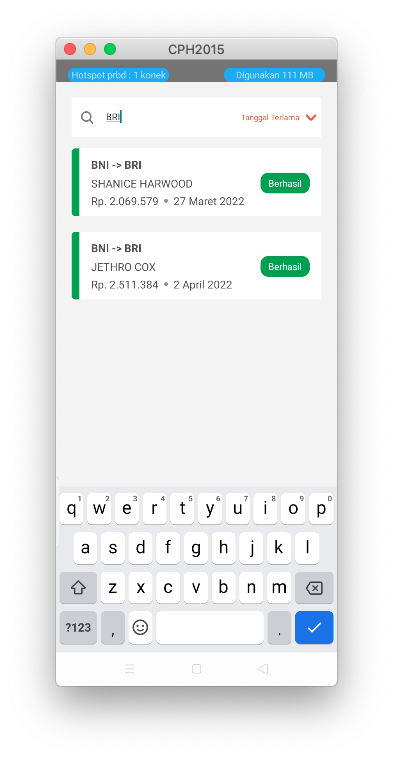 CPH2015
Hotspot prbd : 1 konek
Digunakan 111 MB
BRI
Tanggal Terlama
BNI -> BRI
SHANICE HARWOOD
Rp. 2.069.579 ● 27 Maret 2022
Berhasil
BNI -> BRI
JETHRO COX
Rp. 2.511.384 ● 2 April 2022
Berhasil
1 2 3 4 5 6 7 8 9 0
q w e r t y u i o p
a s d f g h j k l
z x c v b n m
?123 , .